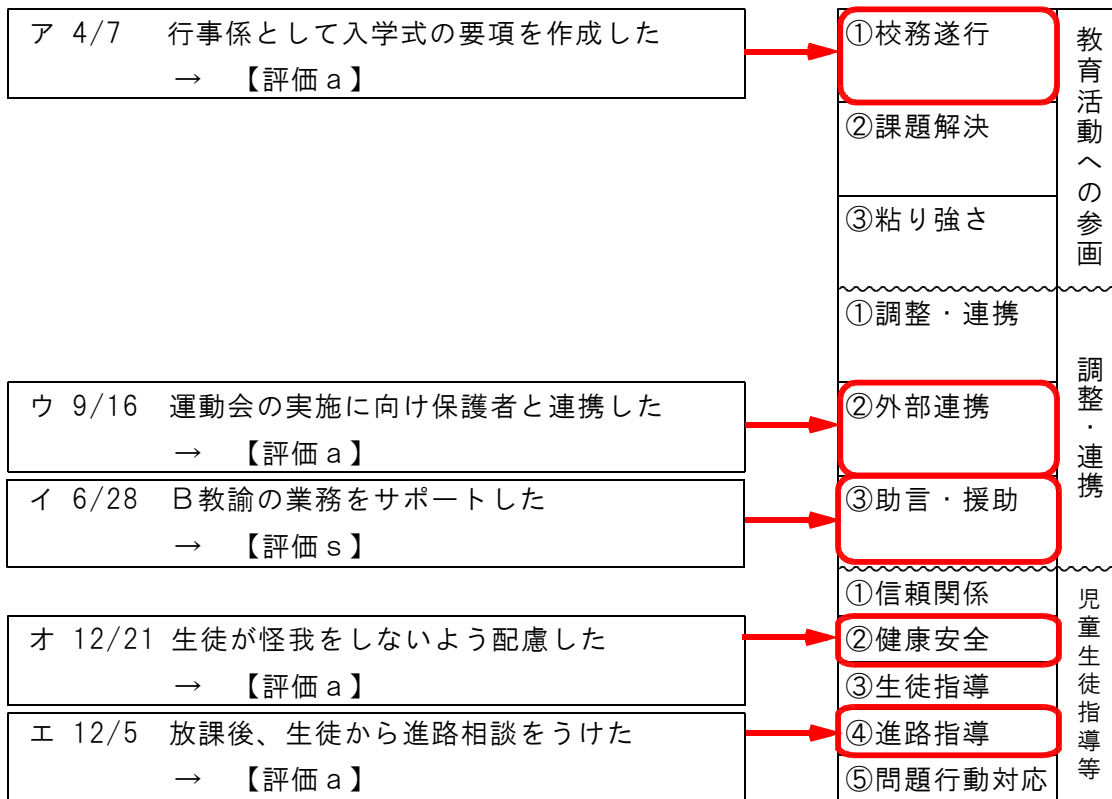 ア 4/7 行事係として入学式の要項を作成した
→ 【評価ａ】
ウ 9/16 運動会の実施に向け保護者と連携した
→ 【評価ａ】
イ 6/28 Ｂ教諭の業務をサポートした
→ 【評価ｓ】
オ 12/21 生徒が怪我をしないよう配慮した
→ 【評価ａ】
エ 12/5 放課後、生徒から進路相談をうけた
→ 【評価ａ】
①校務遂行
②課題解決
③粘り強さ
教育活動への参画
①調整・連携
②外部連携
③助言・援助
調整・連携
①信頼関係
②健康安全
③生徒指導
④進路指導
⑤問題行動対応
児童生徒指導等